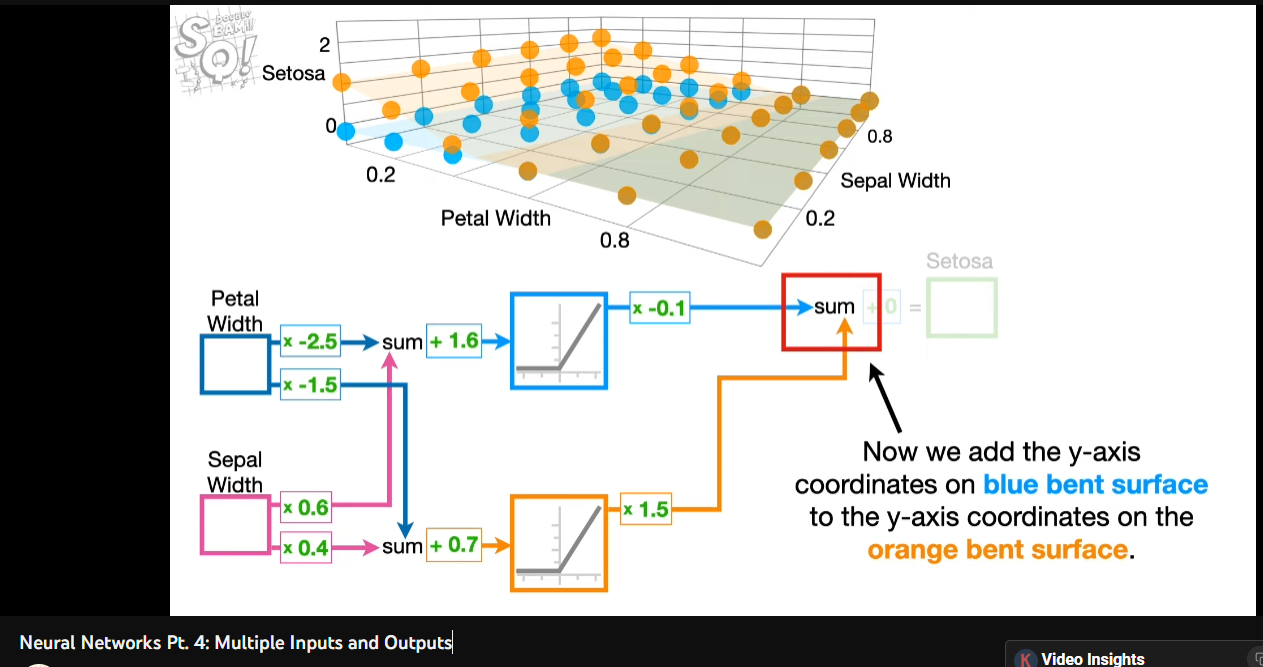 DOUBLE
BAM!!!
SQ!
2
Setosa
0
0.2
Petal Width
0.8
0.2
Sepal Width
0.8
Setosa
Petal
Width
x -2.5
sum
+ 1.6
x -0.1
sum
+ 0
=
x -1.5
Sepal
Width
x 0.6
x 0.4
sum
+ 0.7
x 1.5
Now we add the y-axis
coordinates on blue bent surface
to the y-axis coordinates on the
orange bent surface.
Neural Networks Pt. 4: Multiple Inputs and Outputs
K Video Insights